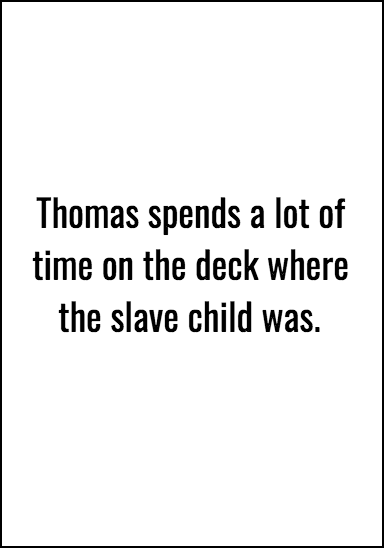 Thomas spends a lot of
time on the deck where
the slave child was.